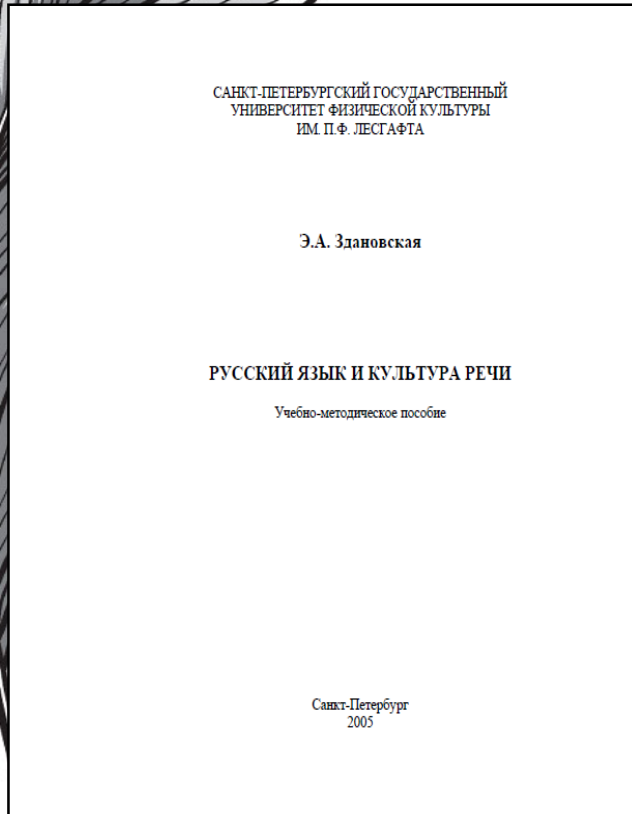 САНКТ-ПЕТЕРБУРГСКИЙ ГОСУДАРСТВЕННЫЙ
УНИВЕРСИТЕТ ФИЗИЧЕСКОЙ КУЛЬТУРЫ
ИМ. П.Ф. ЛЕСГАФТА
Э.А. Здановская
РУССКИЙ ЯЗЫК И КУЛЬТУРА РЕЧИ
Учебно-методическое пособие
Санкт-Петербург
2005